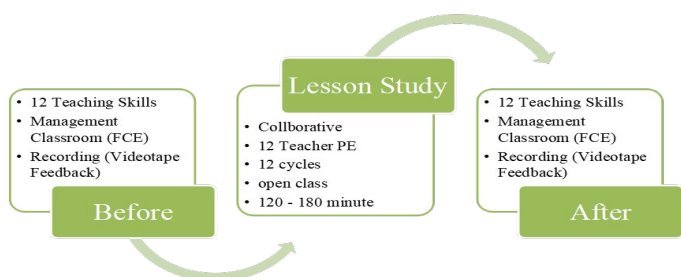 • 12 Teaching Skills
• Management
Classroom (FCE)
• Recording (Videotape
Feedback)
Before
Lesson Study
• Collborative
• 12 Teacher PE
• 12 cycles
• open class
• 120 - 180 minute
• 12 Teaching Skills
• Management
Classroom (FCE)
• Recording (Videotape
Feedback)
After